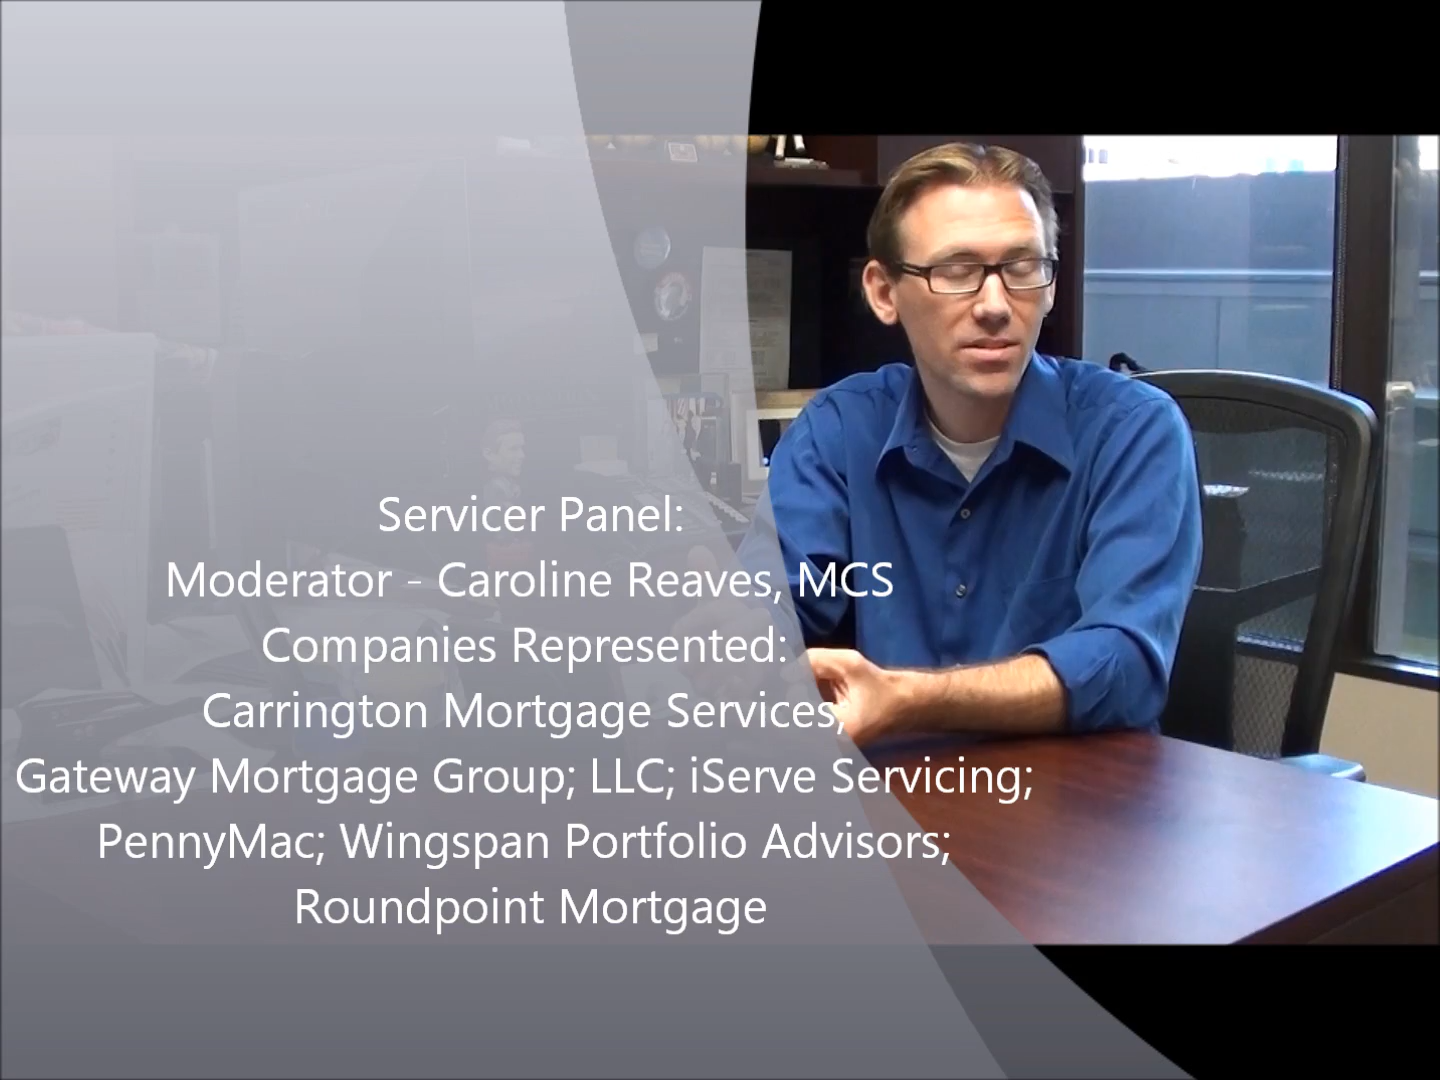 Servicer Panel:
Moderator - Caroline Reaves, MCS
Companies Represented:
Carrington Mortgage Services;
Gateway Mortgage Group; LLC; iServe Servicing;
PennyMac; Wingspan Portfolio Advisors;
Roundpoint Mortgage